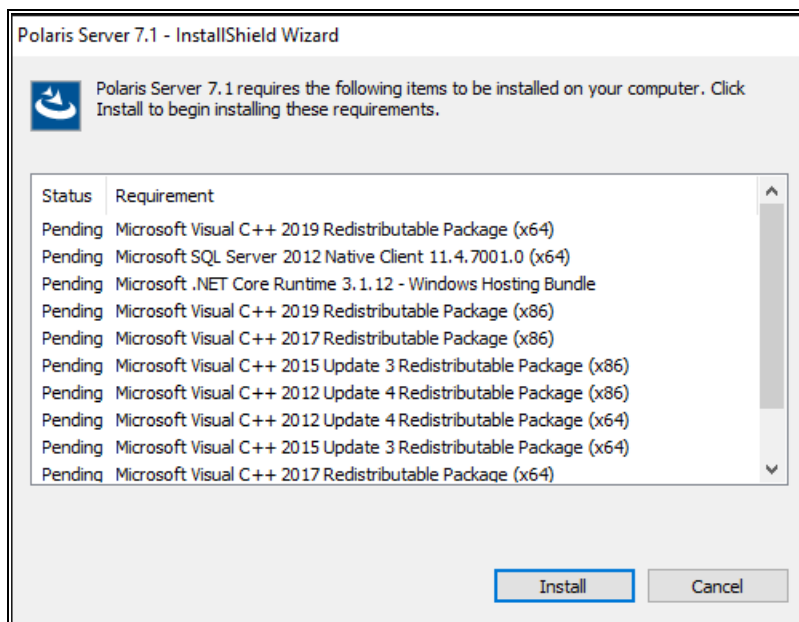 Polaris Server 7.1 - InstallShield Wizard
Polaris Server 7.1 requires the following items to be installed on your computer. Click
Install to begin installing these requirements.
Status Requirement
Pending Microsoft Visual C++ 2019 Redistributable Package (x64)
Pending Microsoft SQL Server 2012 Native Client 11.4.7001.0 (x64)
Pending Microsoft .NET Core Runtime 3.1.12 - Windows Hosting Bundle
Pending Microsoft Visual C++ 2019 Redistributable Package (x86)
Pending Microsoft Visual C++ 2017 Redistributable Package (x86)
Pending Microsoft Visual C++ 2015 Update 3 Redistributable Package (x86)
Pending Microsoft Visual C++ 2012 Update 4 Redistributable Package (x86)
Pending Microsoft Visual C++ 2012 Update 4 Redistributable Package (x64)
Pending Microsoft Visual C++ 2015 Update 3 Redistributable Package (x64)
Pending Microsoft Visual C++ 2017 Redistributable Package (x64)
Install Cancel